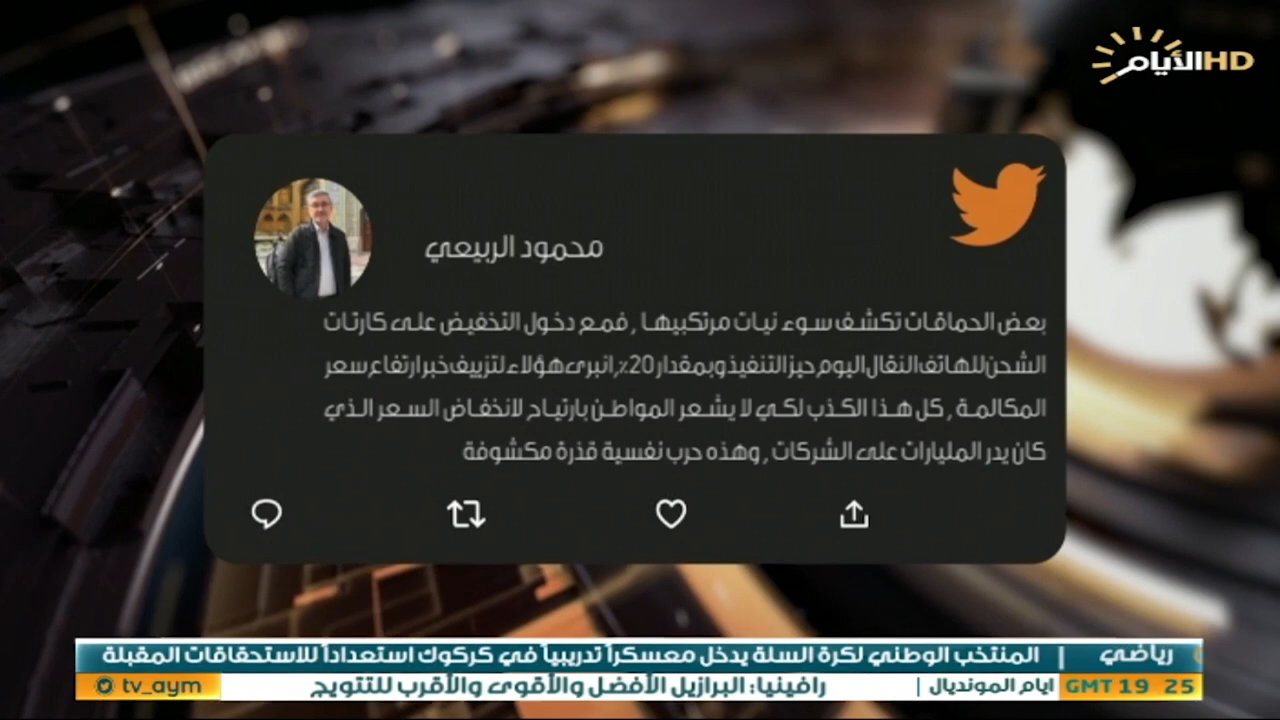 الأيام HD
محمود الربيعي
بعض الحماقات تكشف سوء نيات مرتكبيها , فمع دخول التخفيض على كارتات
الشحن للهاتف النقال اليوم حيز التنفيذ وبمقدار 20٪, انبرى هؤلاء لتزييف خبر ارتفاع سعر
المكالمة , كل هذا الكذب لكي لا يشعر المواطن بارتياح لانخفاض السعر الذي
كان يدر المليارات على الشركات , وهذه حرب نفسية قذرة مكشوفة
رياضي | المنتخب الوطني لكرة السلة يدخل معسكراً تدريبياً في كركوك استعداداً للاستحقاقات المقبلة
GMT 19 25 ايام المونديال | رافينيا: البرازيل الأفضل والأقوى والأقرب للتتويج tv_aym